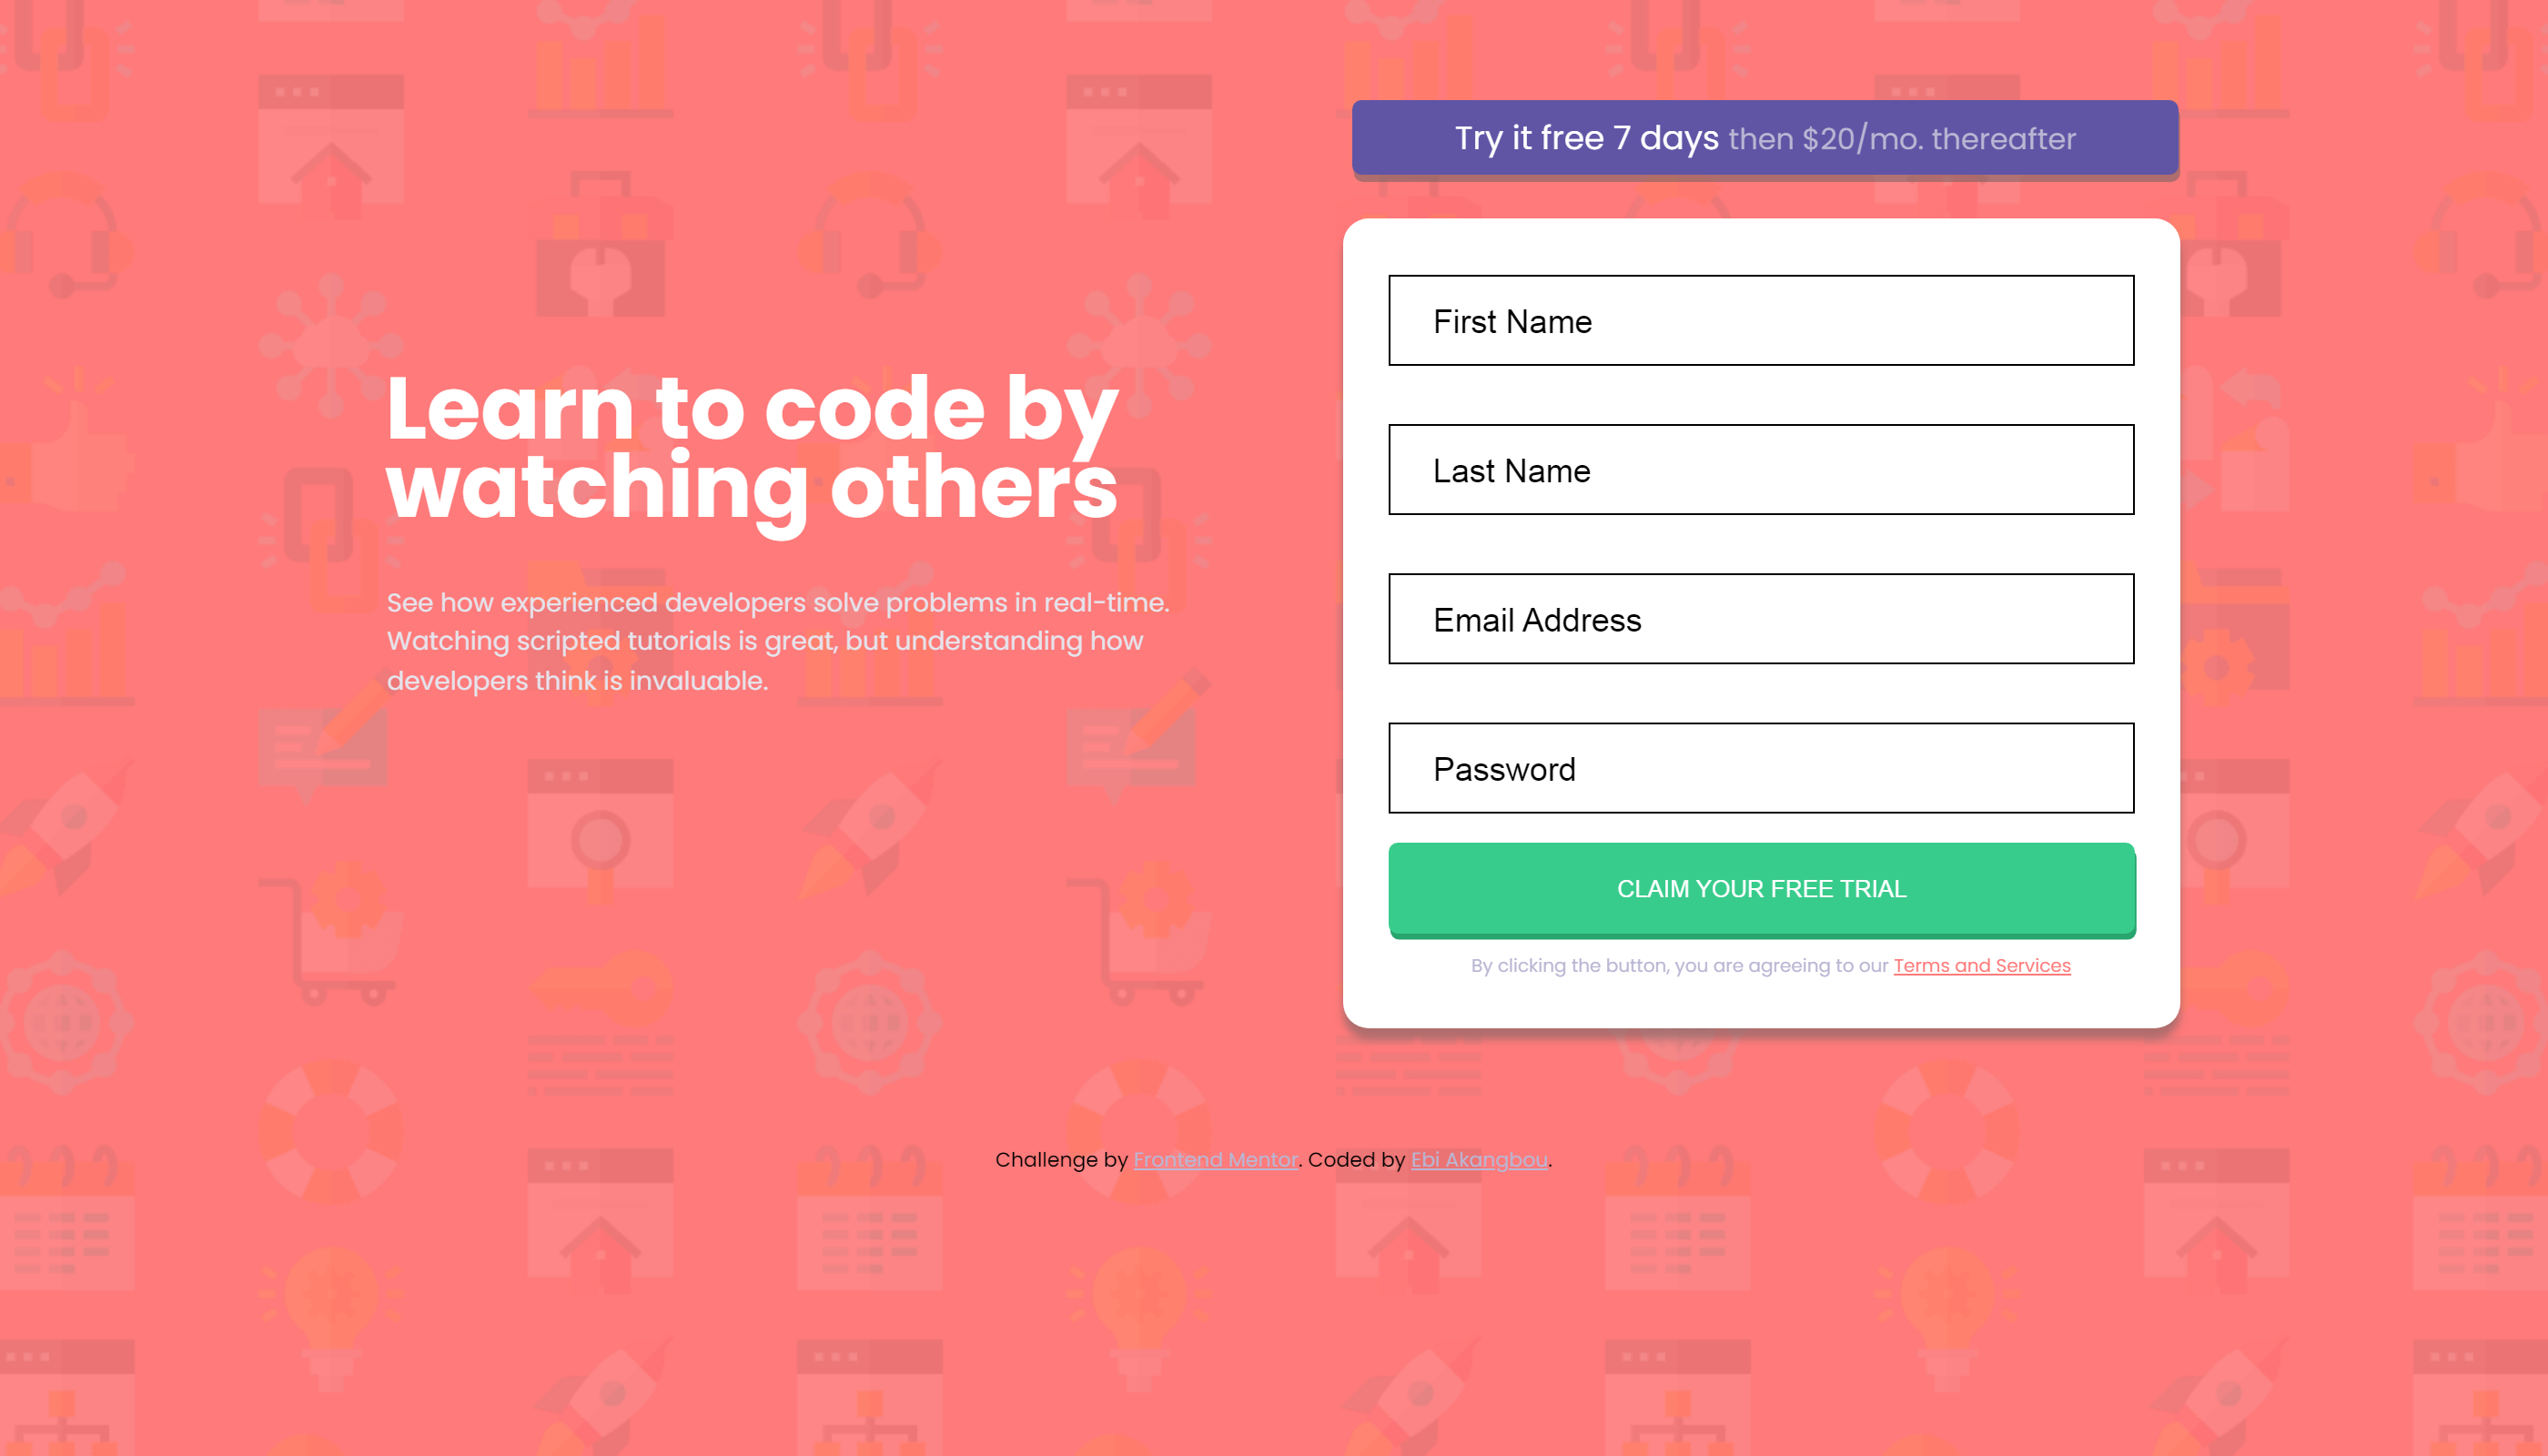 Learn to code by
watching others
See how experienced developers solve problems in real-time.
Watching scripted tutorials is great, but understanding how
developers think is invaluable.
Try it free 7 days then $20/mo. thereafter
First Name
Last Name
Email Address
Password
CLAIM YOUR FREE TRIAL
By clicking the button, you are agreeing to our Terms and Services
Challenge by Frontend Mentor. Coded by Ebi Akangbou.